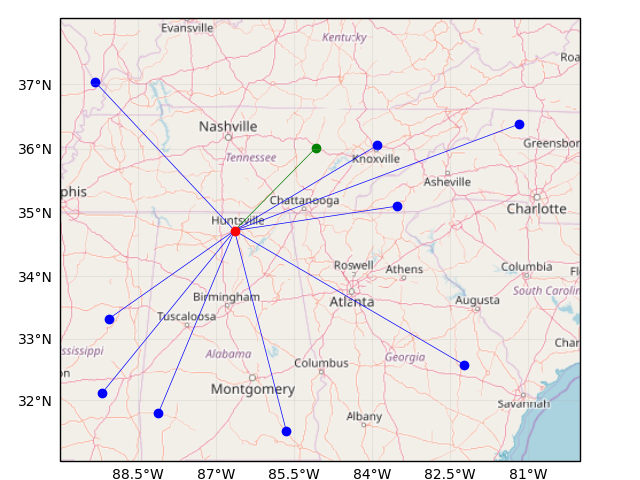 Evansville
Kentucky
Roa
37°N
Nashville
36°N
Greensbor
Tennessee
Knoxville
phis
Asheville
Chattanooga
35°N
Charlotte
Huntsville
Roswell
Athens
Columbia
Fl
34°N
South Carolin
Birmingham
Atlanta
Augusta
Tuscaloosa
33°N
Char
ssissippi
Alabama
Georgia
Columbus
on
Montgomery
32°N
Savannah
Albany
88.5°W
87°W
85.5°W
84°W
82.5°W
81°W